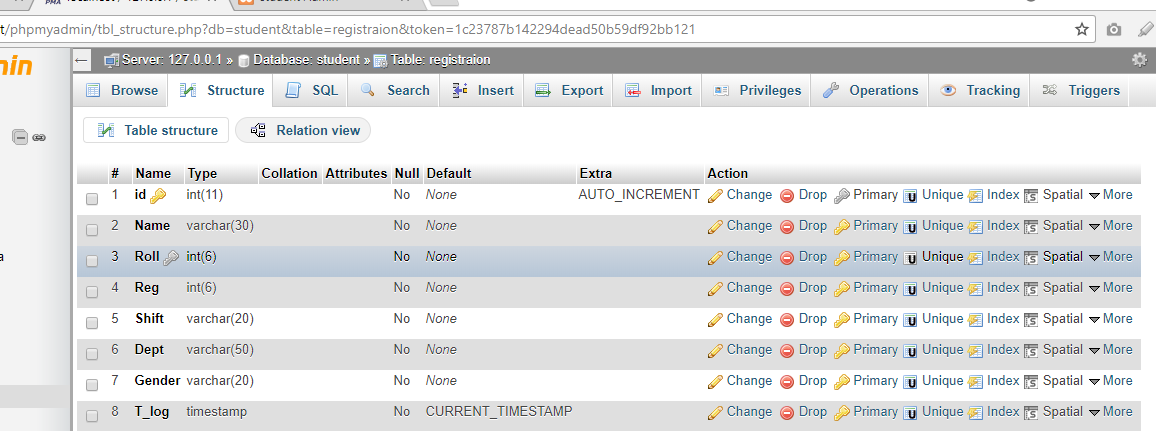 t/phpmyadmin/tbl_structure.php?db=student&table=registraion&token=1c23787b142294dead50b59df92bb121
Server: 127.0.0.1 » Database: student » Table: registraion
Browse Structure SQL Search Insert Export Import Privileges Operations Tracking Triggers
Table structure Relation view
# Name Type Collation Attributes Null Default Extra Action
1 id int(11) No None AUTO_INCREMENT Change Drop Primary Unique Index Spatial More
2 Name varchar(30) No None Change Drop Primary Unique Index Spatial More
3 Roll int(6) No None Change Drop Primary Unique Index Spatial More
4 Reg int(6) No None Change Drop Primary Unique Index Spatial More
5 Shift varchar(20) No None Change Drop Primary Unique Index Spatial More
6 Dept varchar(50) No None Change Drop Primary Unique Index Spatial More
7 Gender varchar(20) No None Change Drop Primary Unique Index Spatial More
8 T_log timestamp No CURRENT_TIMESTAMP Change Drop Primary Unique Index Spatial More